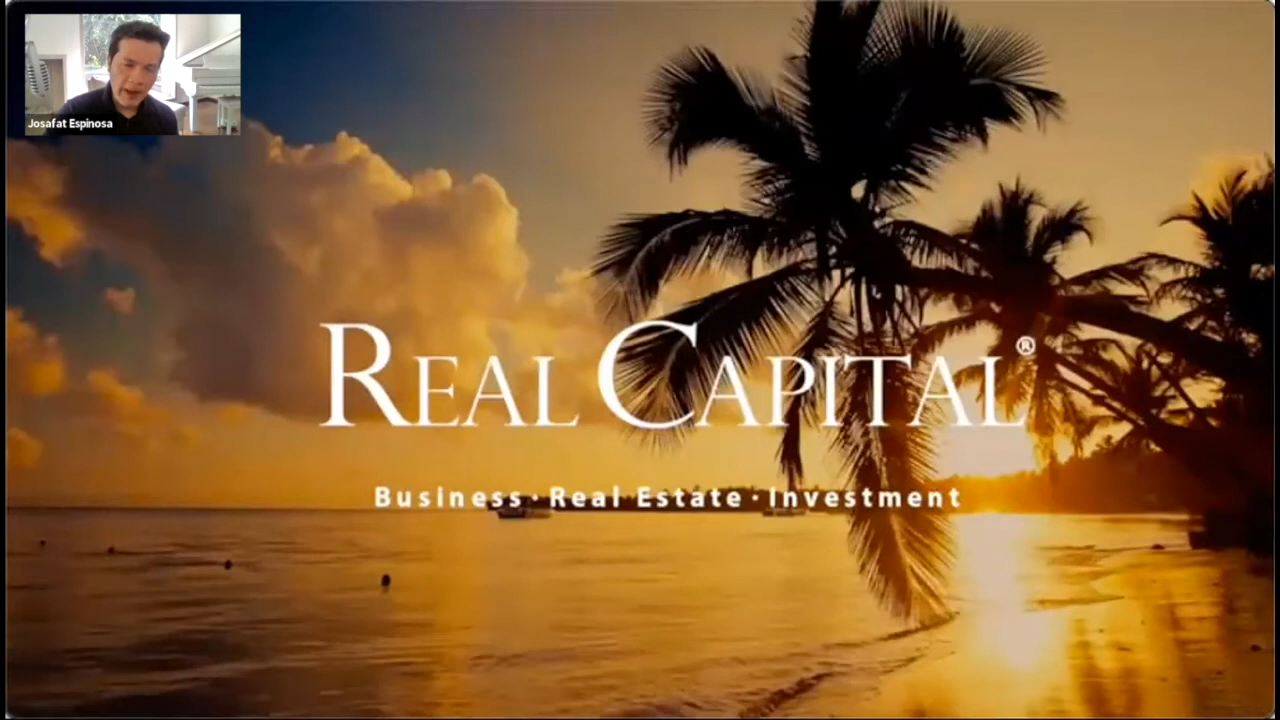 Josafat Espinosa
REAL CAPITAL®
Business · Real Estate · Investment